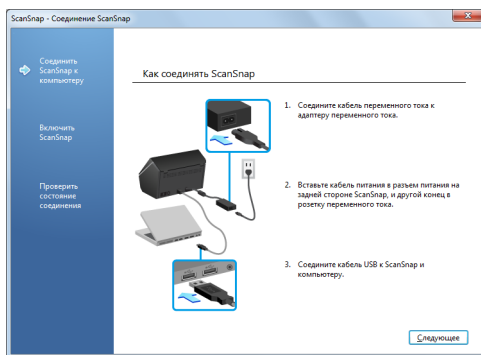 ScanSnap - Соединение ScanSnap
Соединить
ScanSnap к
компьютеру
Включить
ScanSnap
Проверить
состояние
соединения
Как соединять ScanSnap
1. Соедините кабель переменного тока к
адаптеру переменного тока.
2. Вставьте кабель питания в разъем питания на
задней стороне ScanSnap, и другой конец в
розетку переменного тока.
3. Соедините кабель USB к ScanSnap и
компьютеру.
Следующее